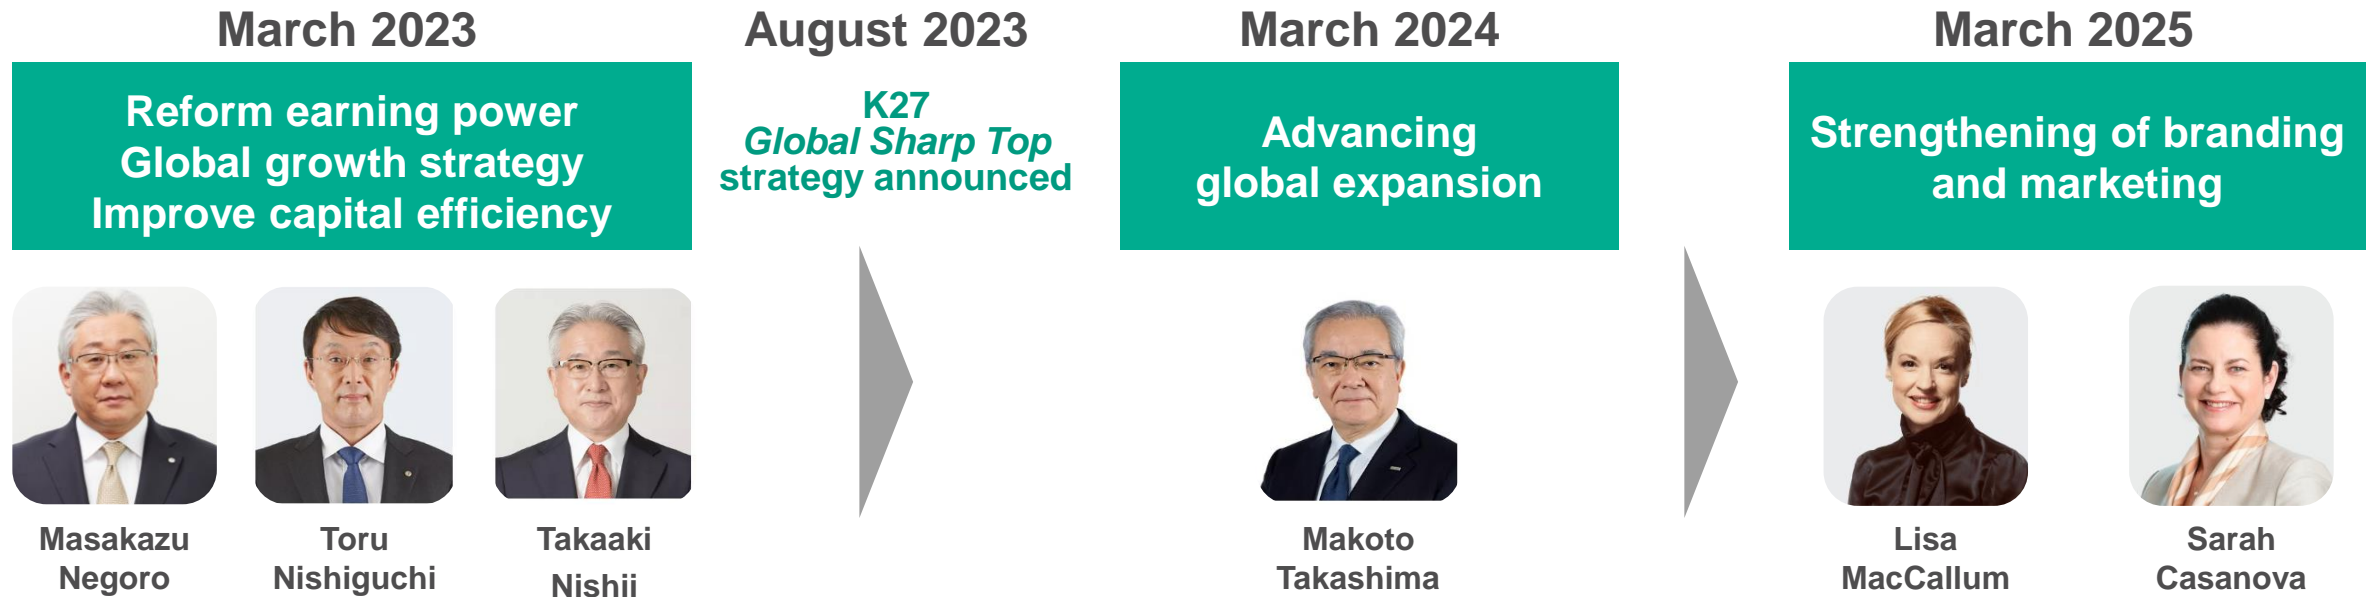 March 2023
Reform earning power
Global growth strategy
Improve capital efficiency
Masakazu
Negoro
Toru
Nishiguchi
Takaaki
Nishii
August 2023
K27
Global Sharp Top
strategy announced
March 2024
Advancing
global expansion
Makoto
Takashima
March 2025
Strengthening of branding
and marketing
Lisa
MacCallum
Sarah
Casanova